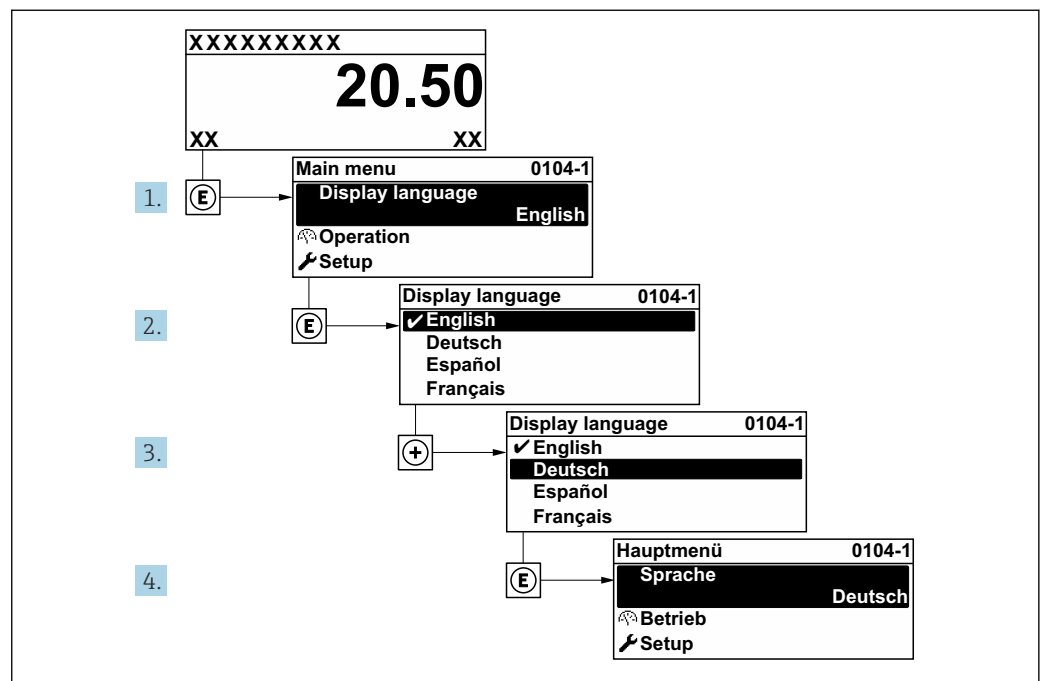 XXXXXXXXX
20.50
XX XX
1. E
Main menu 0104-1
Display language
English
Operation
Setup
2. E
Display language 0104-1
✔English
Deutsch
Español
Français
3. +
Display language 0104-1
✔English
Deutsch
Español
Français
4. E
Hauptmenü 0104-1
Sprache
Deutsch
Betrieb
Setup